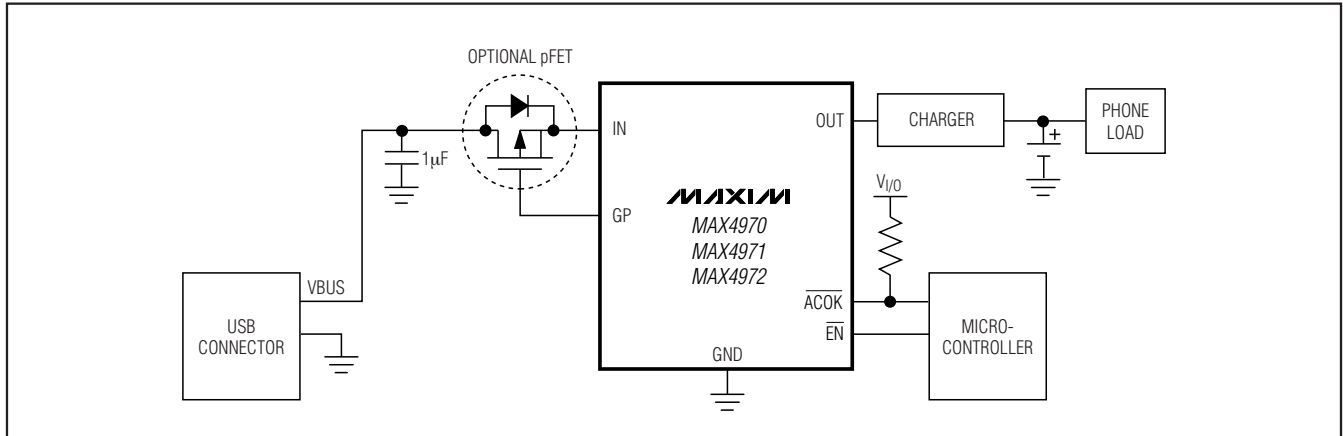 OPTIONAL pFET
IN
OUT
CHARGER
PHONE
LOAD
+
1µF
VI/O
GP
MAXIM
MAX4970
MAX4971
MAX4972
VBUS
USB
CONNECTOR
ACOK
EN
MICRO-
CONTROLLER
GND